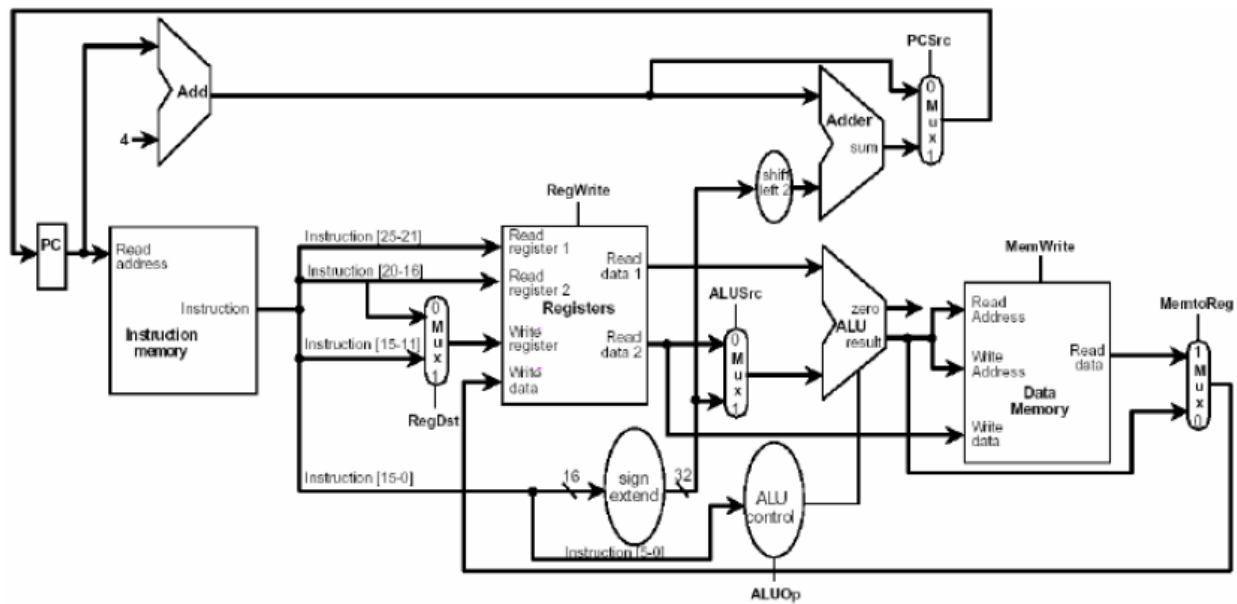 PCSrc
0
M
u
x
1
Add
4
Adder
sum
shift
left 2
RegWrite
PC
Read
address
Instruction
Instruction
memory
Instruction [25-21]
Instruction [20-16]
Instruction [15-11]
0
M
u
x
1
RegDst
Read
register 1
Read
register 2
Registers
Write
register
Write
data
Read
data 1
Read
data 2
ALUSrc
0
M
u
x
1
zero
ALU
result
MemWrite
Read
Address
Write
Address
Read
data
Data
Memory
Write
data
MemtoReg
1
M
u
x
0
Instruction [15-0]
16
sign
extend
32
ALU
control
Instruction [5-0]
ALUOp